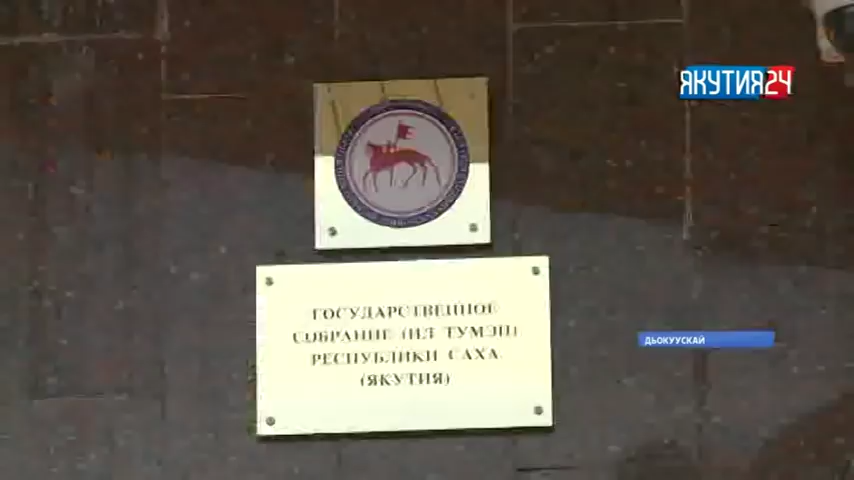 ЯКУТИЯ24
ГОСУДАРСТВЕННОЕ
СОБРАНИЕ (ИЛ ТУМЭН)
РЕСПУБЛИКИ САХА
(ЯКУТИЯ)
ДЬОКУУСКАЙ